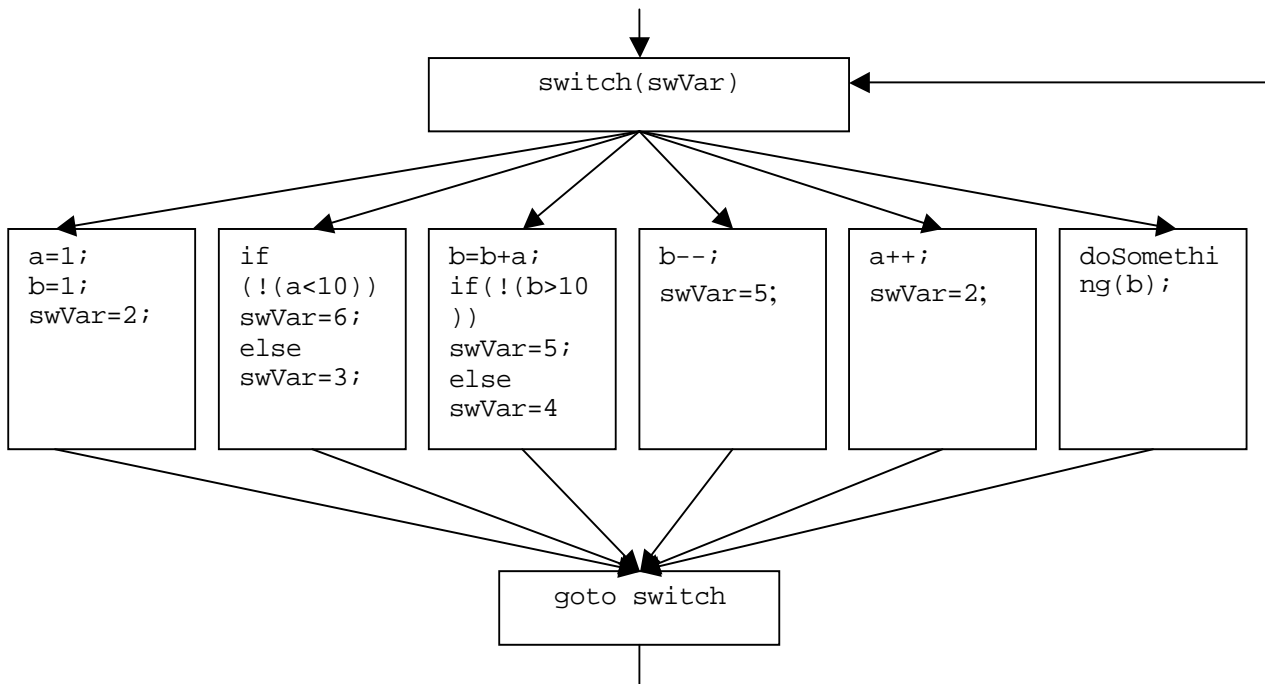 switch(swVar)
a=1;
b=1;
swVar=2;
if
(!(a<10))
swVar=6;
else
swVar=3;
b=b+a;
if(!(b>10
))
swVar=5;
else
swVar=4
b--;
swVar=5;
a++;
swVar=2;
doSomethi
ng(b);
goto switch